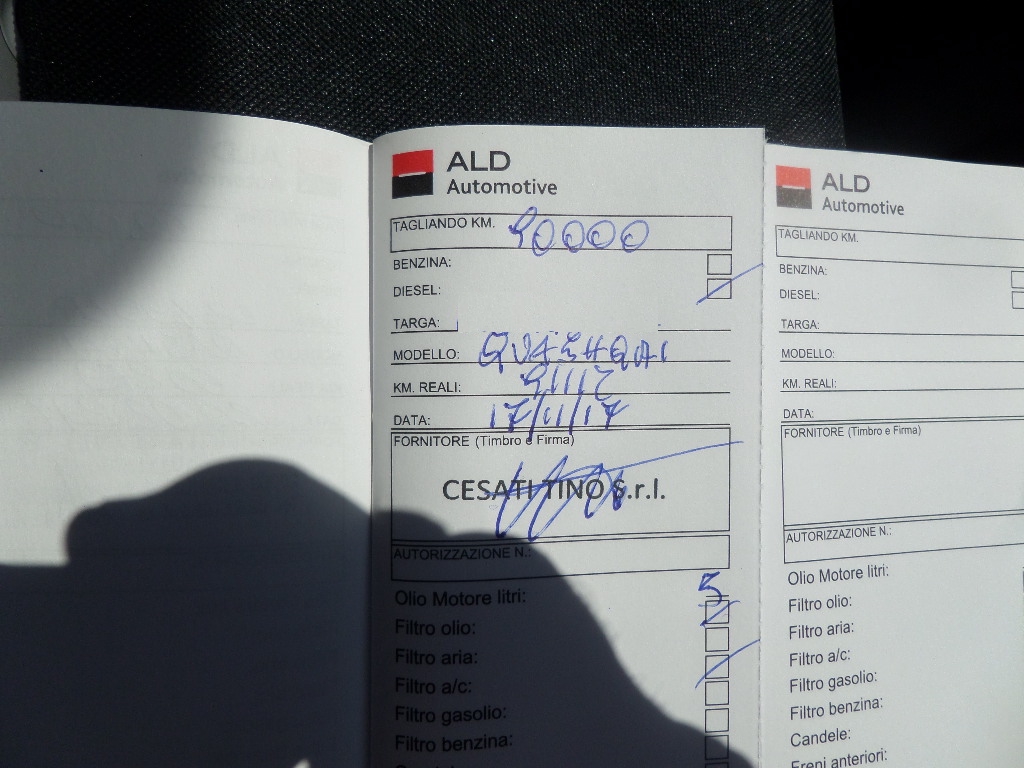 ALD
Automotive
TAGLIANDO KM. 90000
BENZINA:
DIESEL:
TARGA:
MODELLO: QUASHQAI
KM. REALI: 91112
DATA: 17/11/17
FORNITORE (Timbro e Firma)
CESATI TINO S.r.l.
AUTORIZZAZIONE N.:
Olio Motore litri: 5
Filtro olio:
Filtro aria:
Filtro a/c:
Filtro gasolio:
Filtro benzina:
ALD
Automotive
TAGLIANDO KM.
BENZINA:
DIESEL:
TARGA:
MODELLO:
KM. REALI:
DATA:
FORNITORE (Timbro e Firma)
AUTORIZZAZIONE N.:
Olio Motore litri:
Filtro olio:
Filtro aria:
Filtro a/c:
Filtro gasolio:
Filtro benzina:
Candele:
Freni anteriori: